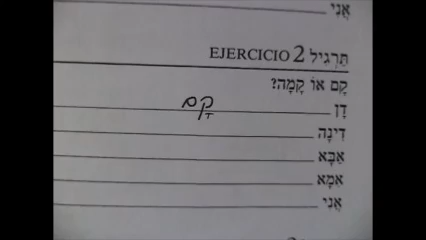 אֲנִי
תַּרְגִּיל 2 EJERCICIO
קָם אוֹ קָמָה?
דָּן קָם
דִּינָה
אַבָּא
אִמָּא
אֲנִי